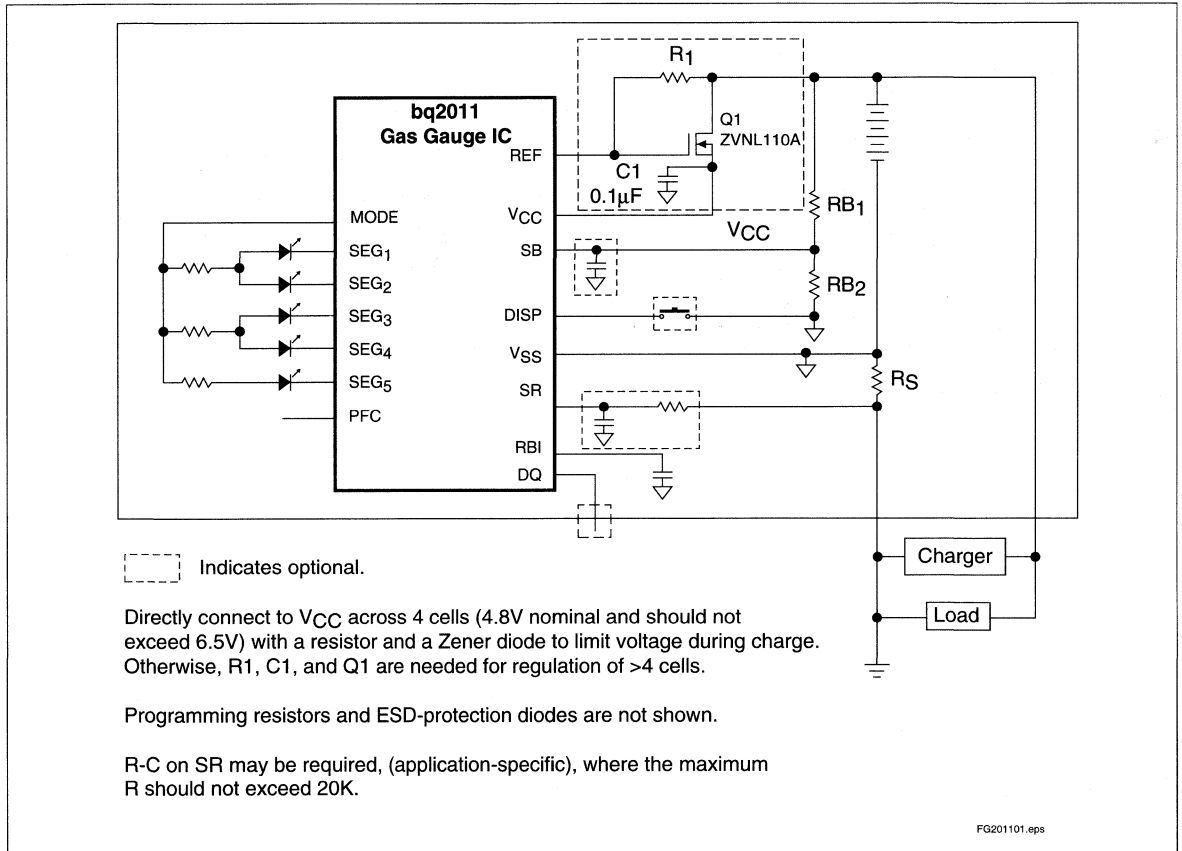 R1
bq2011
Gas Gauge IC
Q1
ZVNL110A
REF
C1
0.1µF
MODE
VCC
RB1
VCC
SEG1
SB
SEG2
RB2
SEG3
DISP
SEG4
VSS
SEG5
RS
SR
PFC
RBI
DQ
Charger
Indicates optional.
Load
Directly connect to VCC across 4 cells (4.8V nominal and should not
exceed 6.5V) with a resistor and a Zener diode to limit voltage during charge.
Otherwise, R1, C1, and Q1 are needed for regulation of >4 cells.
Programming resistors and ESD-protection diodes are not shown.
R-C on SR may be required, (application-specific), where the maximum
R should not exceed 20K.
FG201101.eps